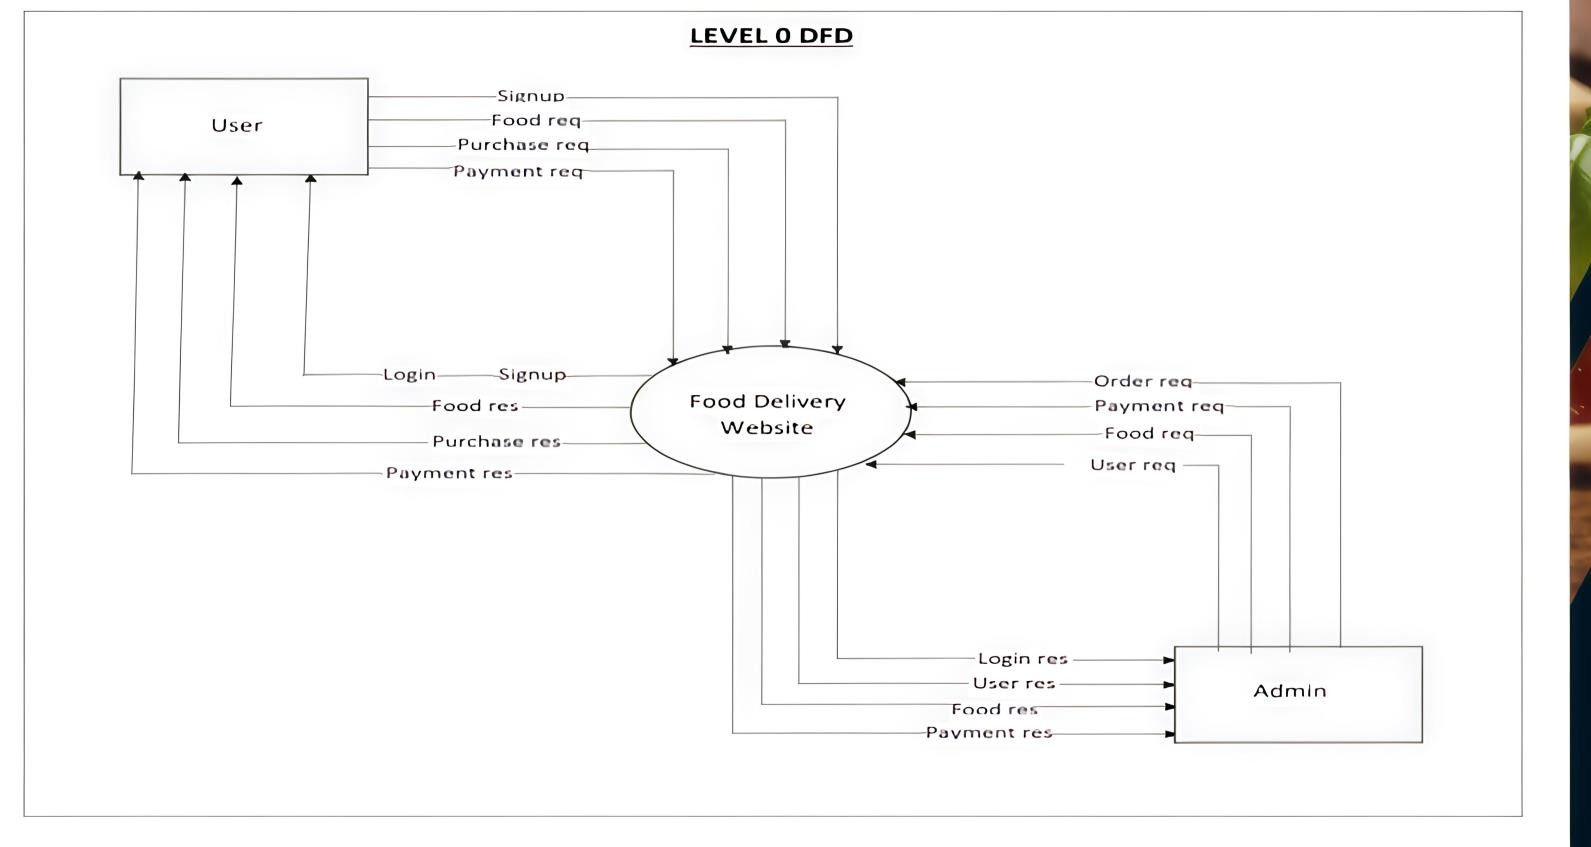 LEVEL 0 DFD
User
Signup
Food req
Purchase req
Payment req
Login Signup
Food res
Purchase res
Payment res
Food Delivery
Website
Order req
Payment req
Food req
User req
Login res
User res
Food res
Payment res
Admin